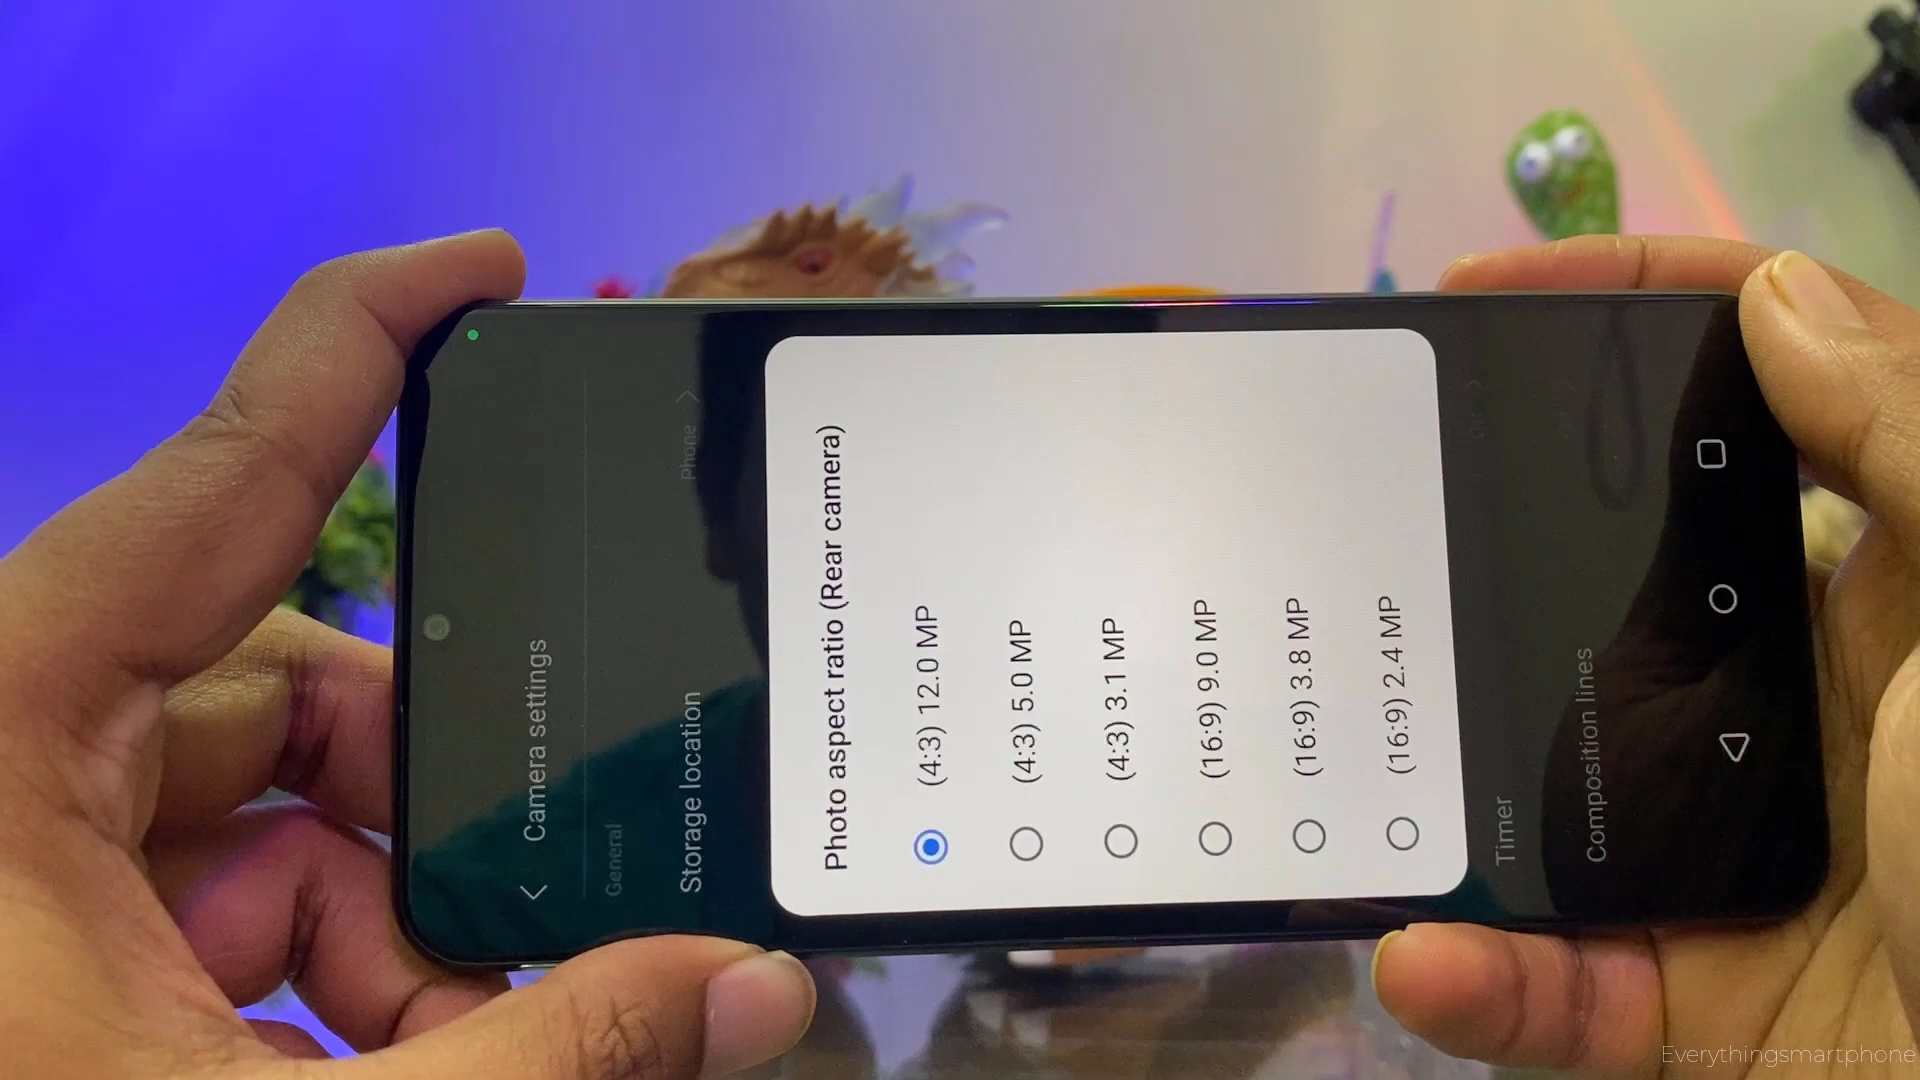 Camera settings
General
Storage location
Phone
Photo aspect ratio (Rear camera)
(4:3) 12.0 MP
(4:3) 5.0 MP
(4:3) 3.1 MP
(16:9) 9.0 MP
(16:9) 3.8 MP
(16:9) 2.4 MP
Timer
Composition lines
Everythingsmartphone